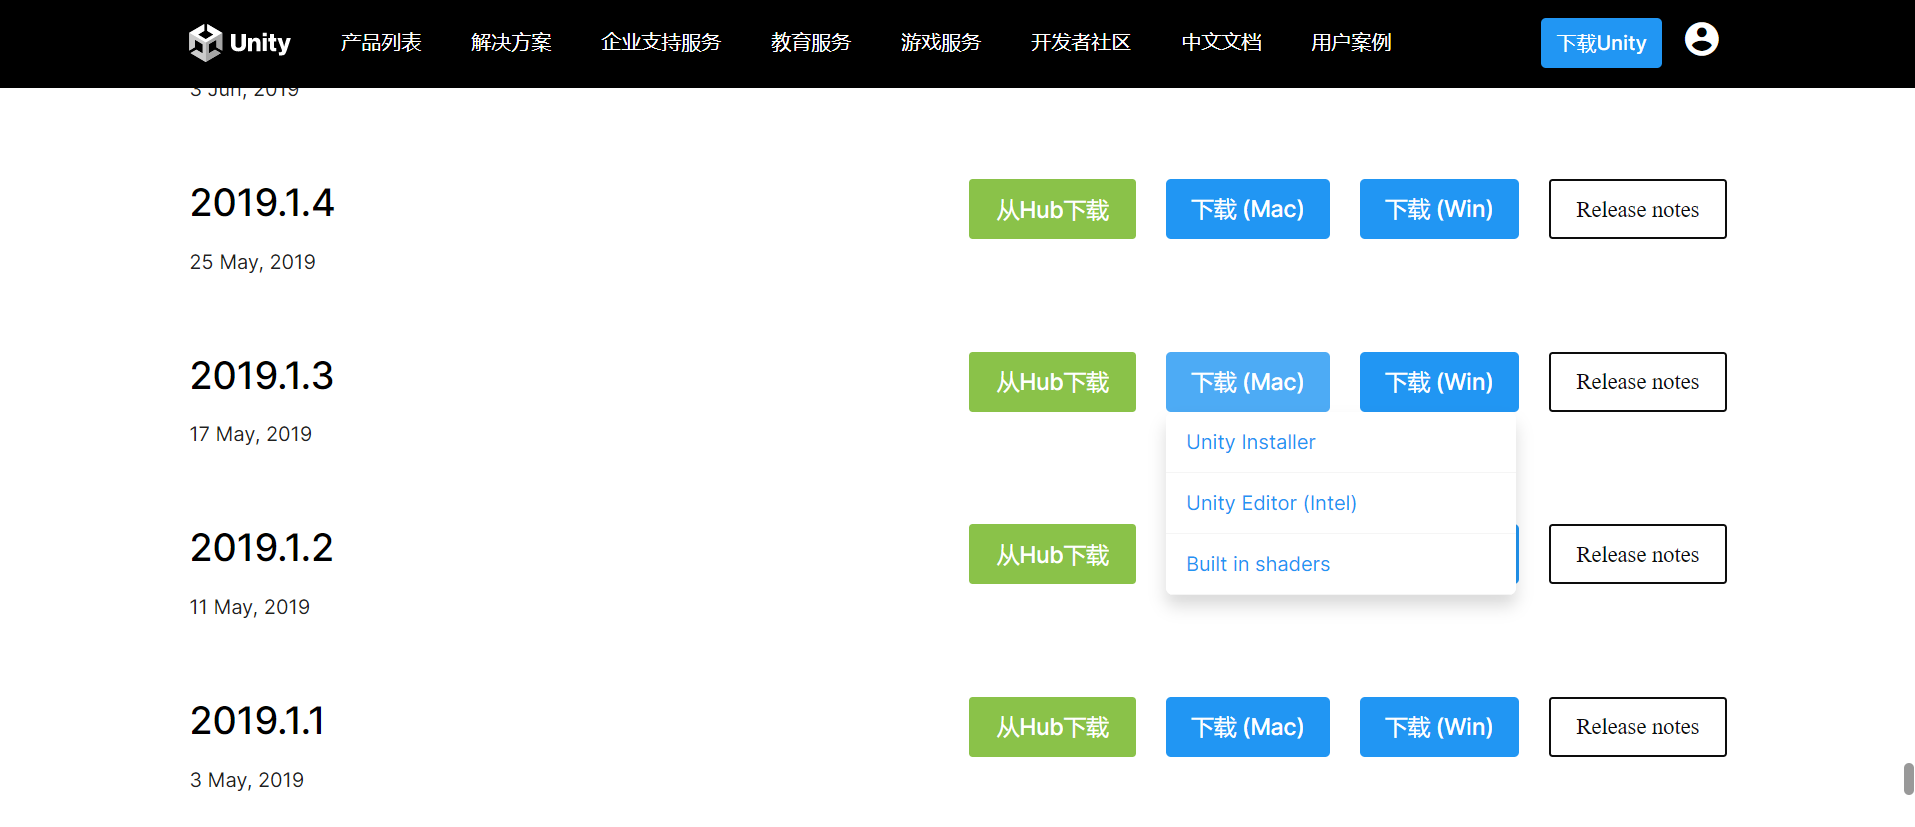 Unity 产品列表 解决方案 企业支持服务 教育服务 游戏服务 开发者社区 中文文档 用户案例 下载Unity
3 Jun, 2019
2019.1.4 从Hub下载 下载 (Mac) 下载 (Win) Release notes
25 May, 2019
2019.1.3 从Hub下载 下载 (Mac) 下载 (Win) Release notes
17 May, 2019
Unity Installer
Unity Editor (Intel)
2019.1.2 从Hub下载 Release notes
Built in shaders
11 May, 2019
2019.1.1 从Hub下载 下载 (Mac) 下载 (Win) Release notes
3 May, 2019